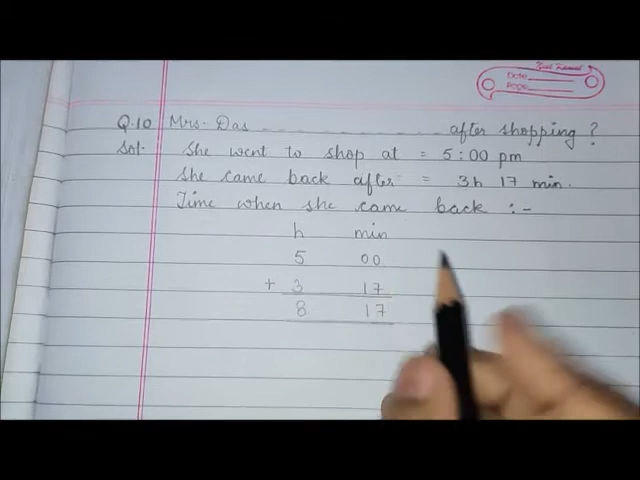 Date
Page
Q.10 Mrs. Das ---------------- after shopping ?
Sol. She went to shop at = 5:00 pm
She came back after = 3h 17 min.
Time when she came back :-
h min
5 00
+ 3 17
8 17